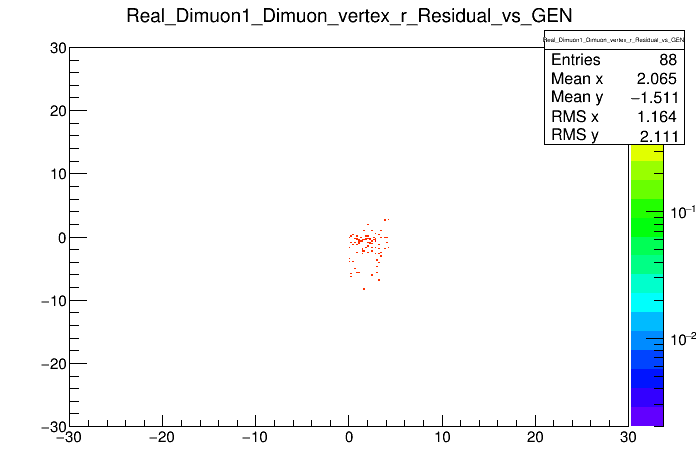 Real_Dimuon1_Dimuon_vertex_r_Residual_vs_GEN
Real_Dimuon1_Dimuon_vertex_r_Residual_vs_GEN
Entries 88
Mean x 2.065
Mean y −1.511
RMS x 1.164
RMS y 2.111
30
20
10
0
−10
−20
−30
−30 −20 −10 0 10 20 30
10−1
10−2